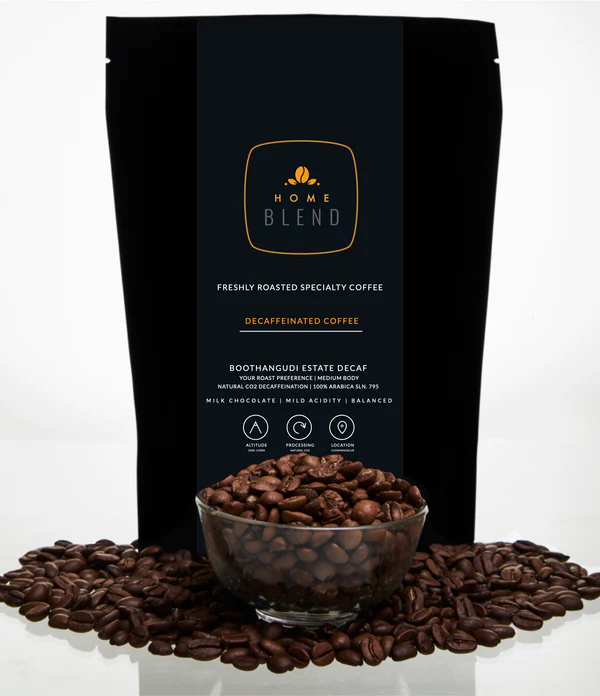 HOME
BLEND
FRESHLY ROASTED SPECIALTY COFFEE
DECAFFEINATED COFFEE
BOOTHANGUDI ESTATE DECAF
YOUR ROAST PREFERENCE | MEDIUM BODY
NATURAL CO2 DECAFFEINATION | 100% ARABICA SLN. 795
MILK CHOCOLATE | MILD ACIDITY | BALANCED
ALTITUDE PROCESSING LOCATION
NATURAL CO2